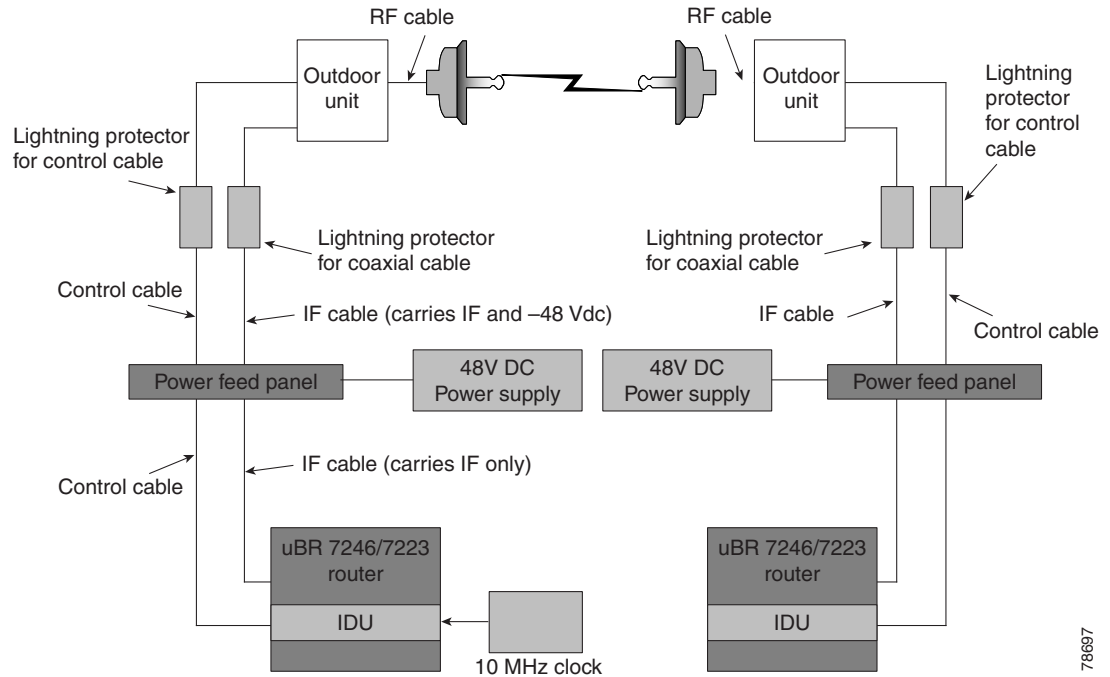 RF cable
RF cable
Outdoor
unit
Outdoor
unit
Lightning
protector
for control
cable
Lightning protector
for control cable
Lightning protector
for coaxial cable
Lightning protector
for coaxial cable
Control cable
IF cable (carries IF and –48 Vdc)
IF cable
Control cable
Power feed panel
48V DC
Power supply
48V DC
Power supply
Power feed panel
Control cable
IF cable (carries IF only)
uBR 7246/7223
router
IDU
10 MHz clock
uBR 7246/7223
router
IDU
78697